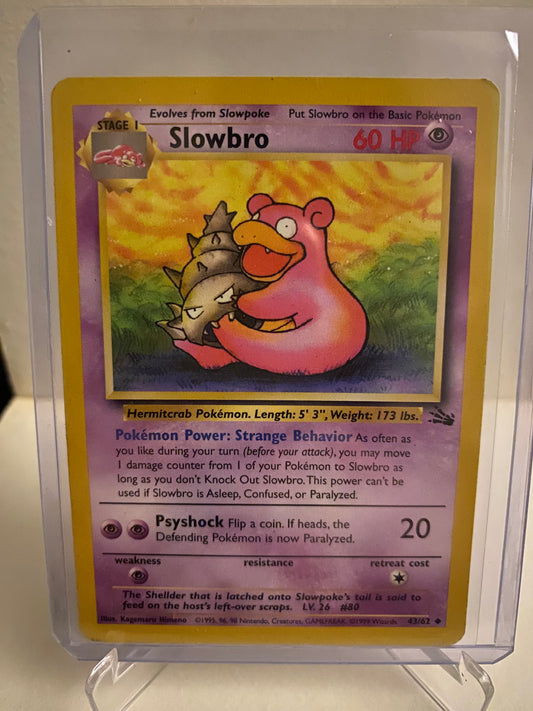 Evolves from Slowpoke Put Slowbro on the Basic Pokémon
STAGE 1
Slowbro 60 HP
Hermitcrab Pokémon. Length: 5' 3", Weight: 173 lbs.
Pokémon Power: Strange Behavior As often as
you like during your turn (before your attack), you may move
1 damage counter from 1 of your Pokémon to Slowbro as
long as you don't Knock Out Slowbro. This power can't be
used if Slowbro is Asleep, Confused, or Paralyzed.
Psyshock Flip a coin. If heads, the
Defending Pokémon is now Paralyzed.
20
weakness resistance retreat cost
The Shellder that is latched onto Slowpoke's tail is said to
feed on the host's left-over scraps. LV. 26 #80
Illus. Kagemaru Himeno ©1995, 96, 98 Nintendo, Creatures, GAMEFREAK. ©1999 Wizards. 43/62